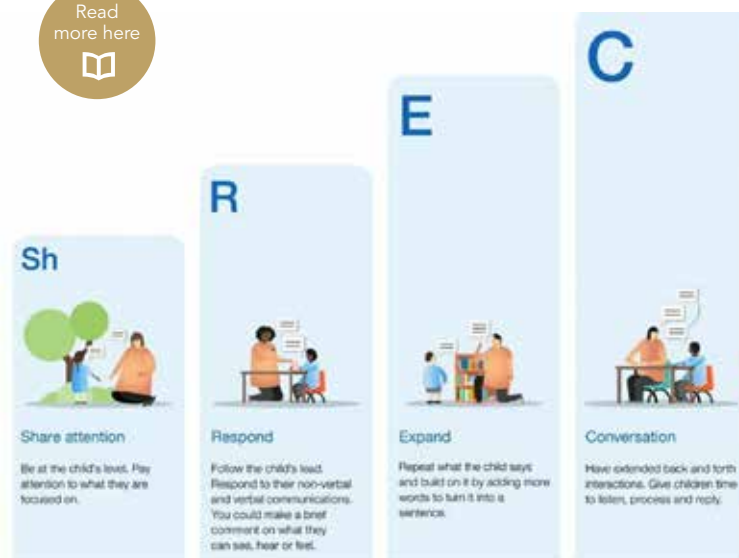 Read
more here
Sh
Share attention
Be at the child's level. Pay
attention to what they are
focused on.
R
Respond
Follow the child's lead.
Respond to their non-verbal
and verbal communications.
You could make a brief
comment on what they
can see, hear or feel.
E
Expand
Repeat what the child says
and build on it by adding more
words to turn it into a
sentence.
C
Conversation
Have extended back and forth
interactions. Give children time
to listen, process and reply.